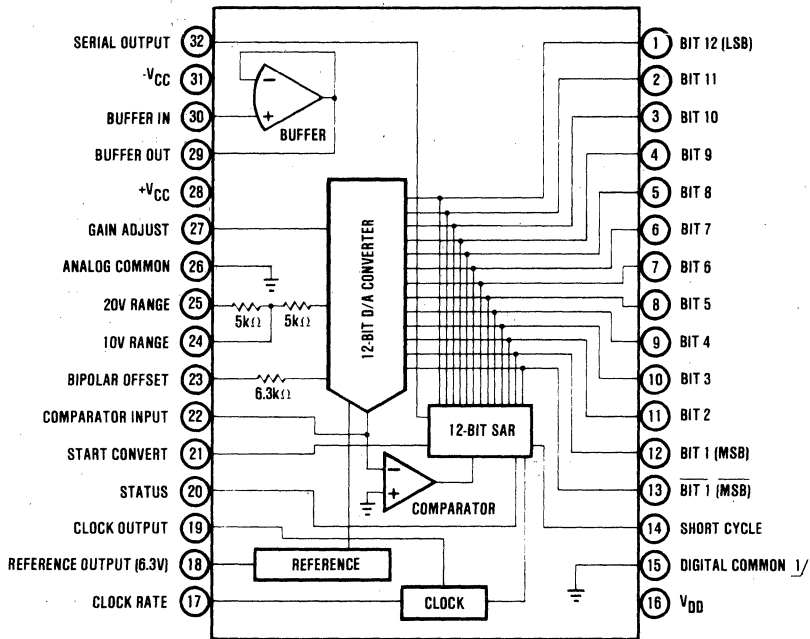 SERIAL OUTPUT 32
-VCC 31
BUFFER IN 30
BUFFER OUT 29
+VCC 28
GAIN ADJUST 27
ANALOG COMMON 26
20V RANGE 25
10V RANGE 24
BIPOLAR OFFSET 23
COMPARATOR INPUT 22
START CONVERT 21
STATUS 20
CLOCK OUTPUT 19
REFERENCE OUTPUT (6.3V) 18
CLOCK RATE 17
-
+
BUFFER
12-BIT D/A CONVERTER
5kΩ 5kΩ
6.3kΩ
12-BIT SAR
-
+
COMPARATOR
REFERENCE
CLOCK
1 BIT 12 (LSB)
2 BIT 11
3 BIT 10
4 BIT 9
5 BIT 8
6 BIT 7
7 BIT 6
8 BIT 5
9 BIT 4
10 BIT 3
11 BIT 2
12 BIT 1 (MSB)
13 BIT 1 (MSB)
14 SHORT CYCLE
15 DIGITAL COMMON 1/
16 VDD